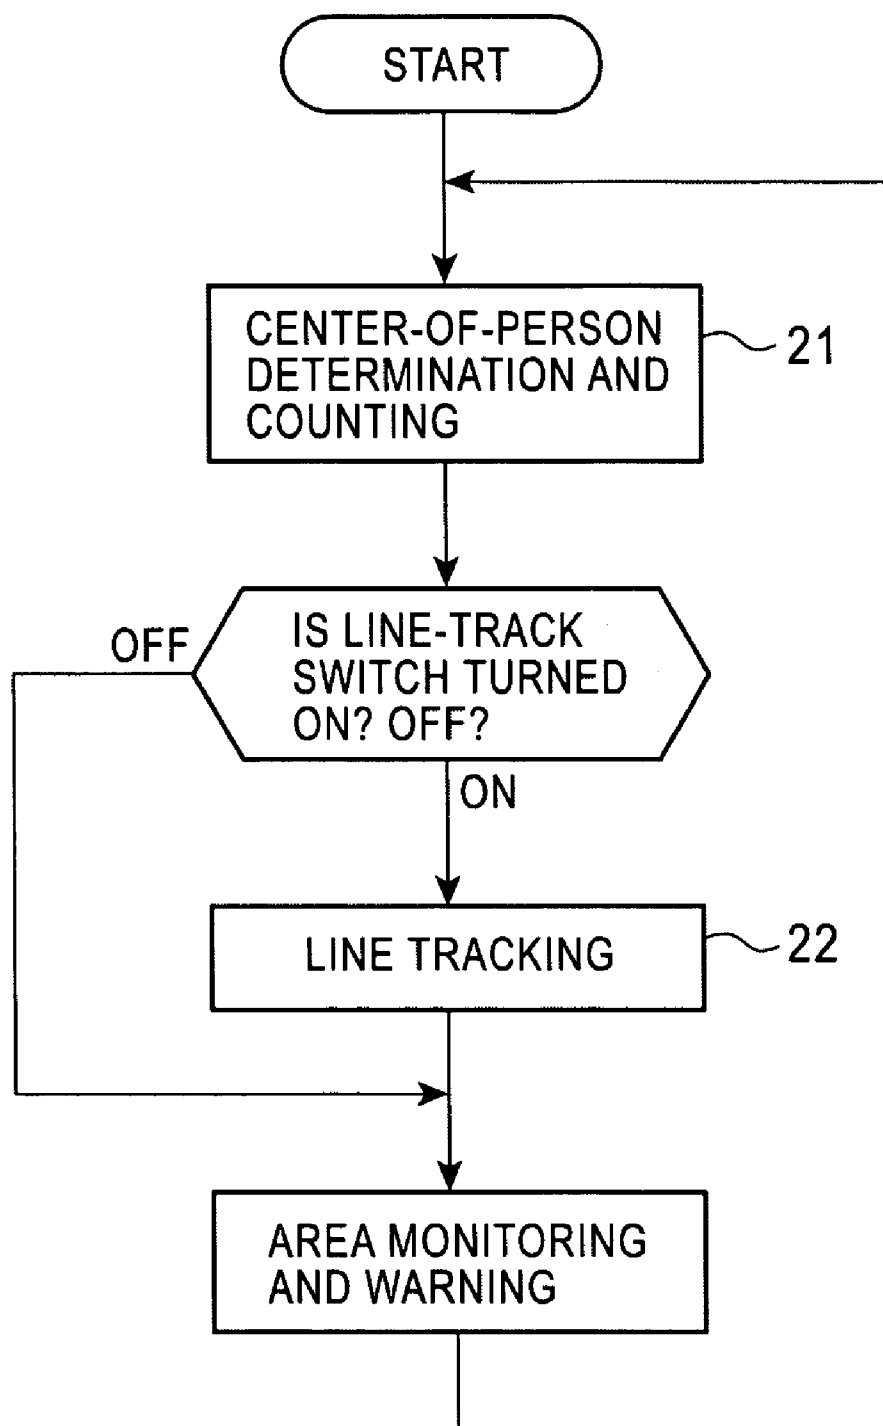 START
CENTER-OF-PERSON
DETERMINATION AND
COUNTING
21
OFF
IS LINE-TRACK
SWITCH TURNED
ON? OFF?
ON
LINE TRACKING
22
AREA MONITORING
AND WARNING